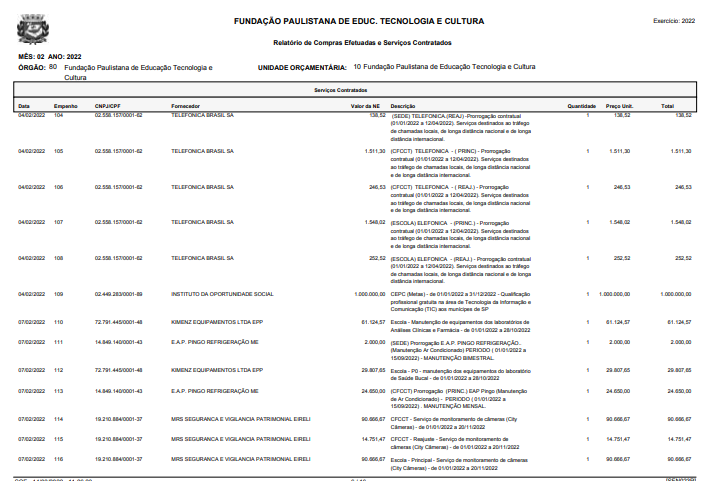 FUNDAÇÃO PAULISTANA DE EDUC. TECNOLOGIA E CULTURA
Exercício: 2022
Relatório de Compras Efetuadas e Serviços Contratados
MÊS: 02 ANO: 2022
ÓRGÃO: 80 Fundação Paulistana de Educação Tecnologia e Cultura
UNIDADE ORÇAMENTÁRIA: 10 Fundação Paulistana de Educação Tecnologia e Cultura
Serviços Contratados
Data Empenho CNPJ/CPF Fornecedor Valor da NE Descrição Quantidade Preço Unit. Total
04/02/2022 104 02.558.157/0001-62 TELEFONICA BRASIL SA 138,52 (SEDE) TELEFONICA.(REAJ) -Prorrogação contratual 1 138,52 138,52
(01/01/2022 a 12/04/2022). Serviços destinados ao tráfego
de chamadas locais, de longa distância nacional e de longa
distância internacional.
04/02/2022 105 02.558.157/0001-62 TELEFONICA BRASIL SA 1.511,30 (CFCCT) TELEFONICA - ( PRINC) - Prorrogação 1 1.511,30 1.511,30
contratual (01/01/2022 a 12/04/2022). Serviços destinados
ao tráfego de chamadas locais, de longa distância nacional
e de longa distância internacional.
04/02/2022 106 02.558.157/0001-62 TELEFONICA BRASIL SA 246,53 (CFCCT) TELEFONICA - ( REAJ.) - Prorrogação 1 246,53 246,53
contratual (01/01/2022 a 12/04/2022). Serviços destinados
ao tráfego de chamadas locais, de longa distância nacional
e de longa distância internacional.
04/02/2022 107 02.558.157/0001-62 TELEFONICA BRASIL SA 1.548,02 (ESCOLA) ELEFONICA - (PRINC.) - Prorrogação 1 1.548,02 1.548,02
contratual (01/01/2022 a 12/04/2022). Serviços destinados
ao tráfego de chamadas locais, de longa distância nacional
e de longa distância internacional.
04/02/2022 108 02.558.157/0001-62 TELEFONICA BRASIL SA 252,52 (ESCOLA) ELEFONICA - (REAJ.) - Prorrogação contratual 1 252,52 252,52
(01/01/2022 a 12/04/2022). Serviços destinados ao tráfego
de chamadas locais, de longa distância nacional e de longa
distância internacional.
04/02/2022 109 02.449.283/0001-89 INSTITUTO DA OPORTUNIDADE SOCIAL 1.000.000,00 CEPC (Metas) - de 01/01/2022 a 31/12/2022 - Qualificação 1 1.000.000,00 1.000.000,00
profissional gratuita na área de Tecnologia da Informação e
Comunicação (TIC) aos munícipes de SP
07/02/2022 110 72.791.445/0001-48 KIMENZ EQUIPAMENTOS LTDA EPP 61.124,57 Escola - Manutenção de equipamentos dos laboratórios de 1 61.124,57 61.124,57
Análises Clínicas e Farmácia - de 01/01/2022 a 28/10/2022
07/02/2022 111 14.849.140/0001-43 E.A.P. PINGO REFRIGERAÇÃO ME 2.000,00 (SEDE) Prorrogação E.A.P. PINGO REFRIGERAÇÃO. 1 2.000,00 2.000,00
(Manutenção Ar Condicionado) PERIODO ( 01/01/2022 a
15/09/2022) - MANUTENÇÃO BIMESTRAL.
07/02/2022 112 72.791.445/0001-48 KIMENZ EQUIPAMENTOS LTDA EPP 29.807,65 Escola - P0 - manutenção dos equipamentos do laboratório 1 29.807,65 29.807,65
de Saúde Bucal - de 01/01/2022 a 28/10/2022
07/02/2022 113 14.849.140/0001-43 E.A.P. PINGO REFRIGERAÇÃO ME 24.650,00 (CFCCT) Prorrogação (PRINC.) EAP Pingo (Manutenção 1 24.650,00 24.650,00
de Ar Condicionado) - PERIODO ( 01/01/2022 a
15/09/2022) . MANUTENÇÃO MENSAL.
07/02/2022 114 19.210.884/0001-37 MRS SEGURANCA E VIGILANCIA PATRIMONIAL EIRELI 90.666,67 CFCCT - Serviço de monitoramento de câmeras (City 1 90.666,67 90.666,67
Câmeras) - de 01/01/2022 a 20/11/2022
07/02/2022 115 19.210.884/0001-37 MRS SEGURANCA E VIGILANCIA PATRIMONIAL EIRELI 14.751,47 CFCCT - Reajuste - Serviço de monitoramento de 1 14.751,47 14.751,47
câmeras (City Câmeras) - de 01/01/2022 a 20/11/2022
07/02/2022 116 19.210.884/0001-37 MRS SEGURANCA E VIGILANCIA PATRIMONIAL EIRELI 90.666,67 Escola - Principal - Serviço de monitoramento de câmeras 1 90.666,67 90.666,67
(City Câmeras) - de 01/01/2022 a 20/11/2022